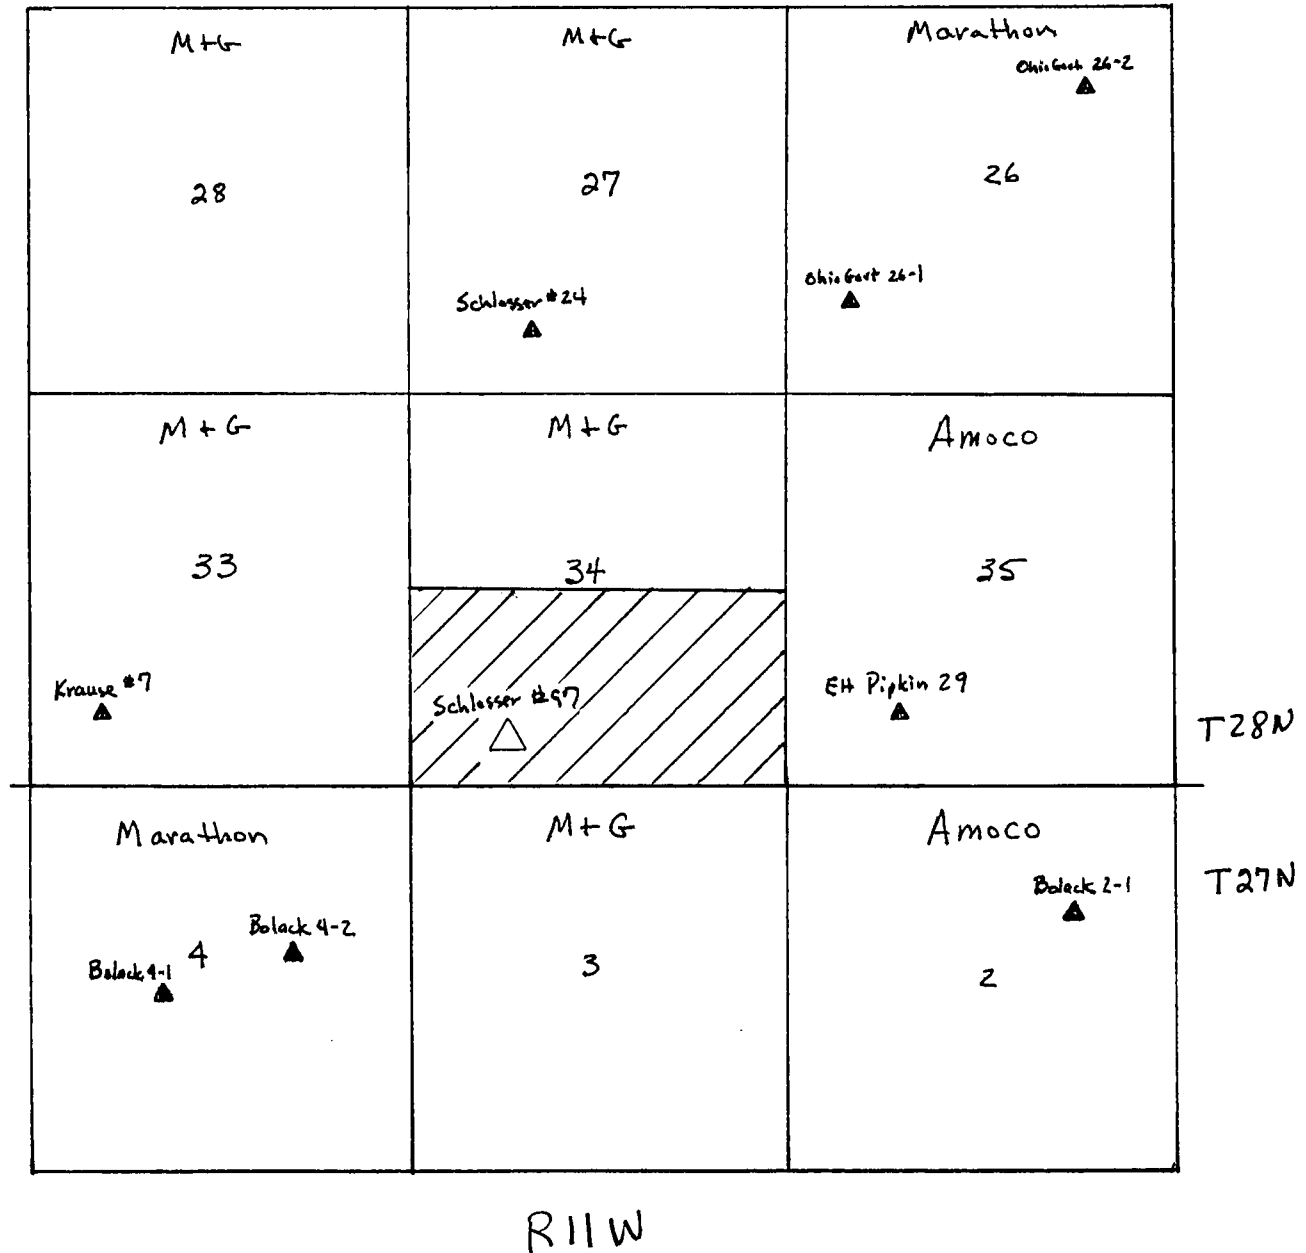 M+G
M+G
Marathon
Ohio Govt 26-2
28
27
26
Schlosser #24
Ohio Govt 26-1
M+G
M+G
Amoco
33
34
35
Krause #7
Schlosser #97
EH Pipkin 29
T28N
Marathon
M+G
Amoco
T27N
Bolack 2-1
Bolack 4-2
4
Bolack 4-1
3
2
R11W